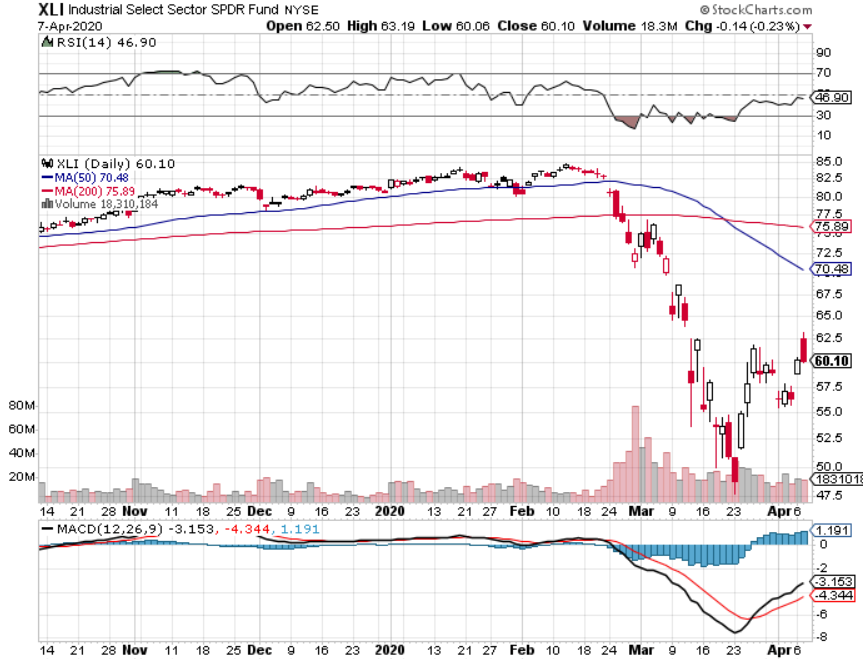 XLI Industrial Select Sector SPDR Fund NYSE © StockCharts.com
7-Apr-2020 Open 62.50 High 63.19 Low 60.06 Close 60.10 Volume 18.3M Chg -0.14 (-0.23%)
RSI(14) 46.90
90
70
46.90
30
10
XLI (Daily) 60.10
MA(50) 70.48
MA(200) 75.89
Volume 18,310,184
85.0
82.5
80.0
77.5
75.89
72.5
70.48
67.5
65.0
60.10
57.5
55.0
52.5
50.0
47.5
80M
60M
40M
20M
1831018
14 21 28 Nov 11 18 25 Dec 9 16 23 2020 13 21 27 Feb 10 18 24 Mar 9 16 23 Apr 6
MACD(12,26,9) -3.153, -4.344, 1.191
1.191
0
-2
-3.153
-4.344
-6
-8
14 21 28 Nov 11 18 25 Dec 9 16 23 2020 13 21 27 Feb 10 18 24 Mar 9 16 23 Apr 6